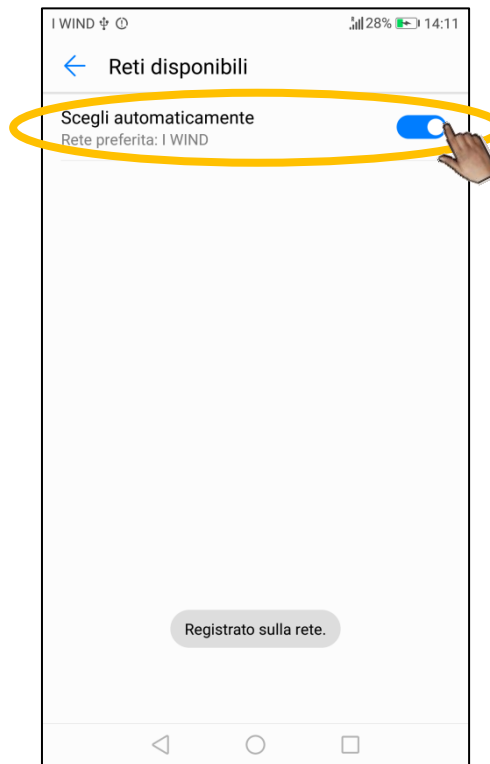 I WIND 28% 14:11
Reti disponibili
Scegli automaticamente
Rete preferita: I WIND
Registrato sulla rete.